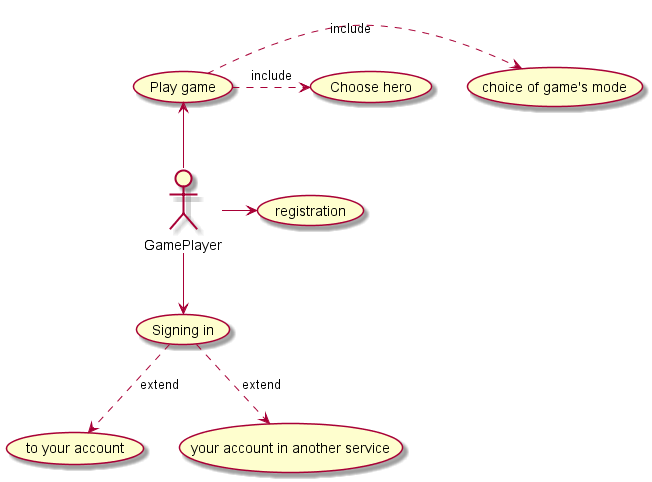 include
include
Play game
Choose hero
choice of game's mode
registration
GamePlayer
Signing in
extend
extend
to your account
your account in another service